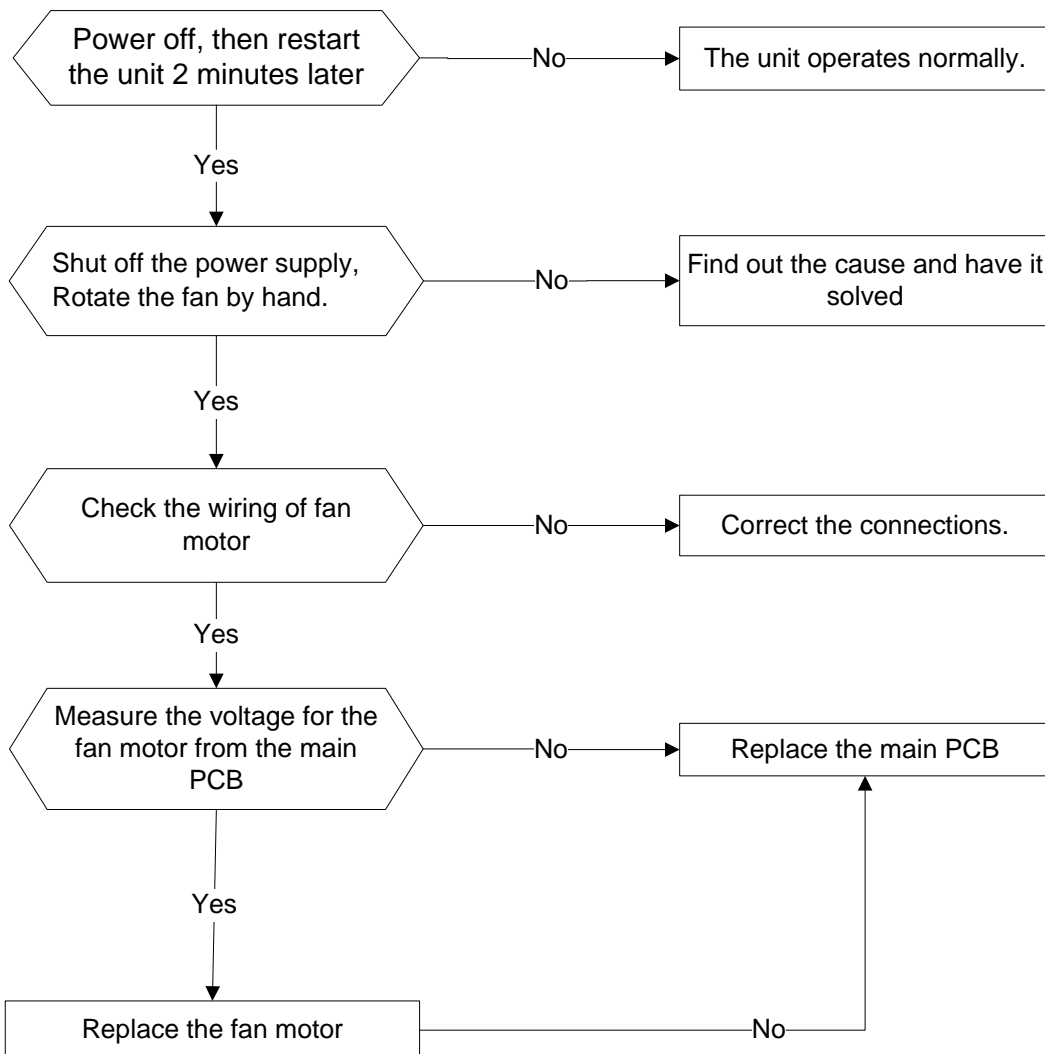 Power off, then restart
the unit 2 minutes later
No
The unit operates normally.
Yes
Shut off the power supply,
Rotate the fan by hand.
No
Find out the cause and have it
solved
Yes
Check the wiring of fan
motor
No
Correct the connections.
Yes
Measure the voltage for the
fan motor from the main
PCB
No
Replace the main PCB
Yes
Replace the fan motor
No